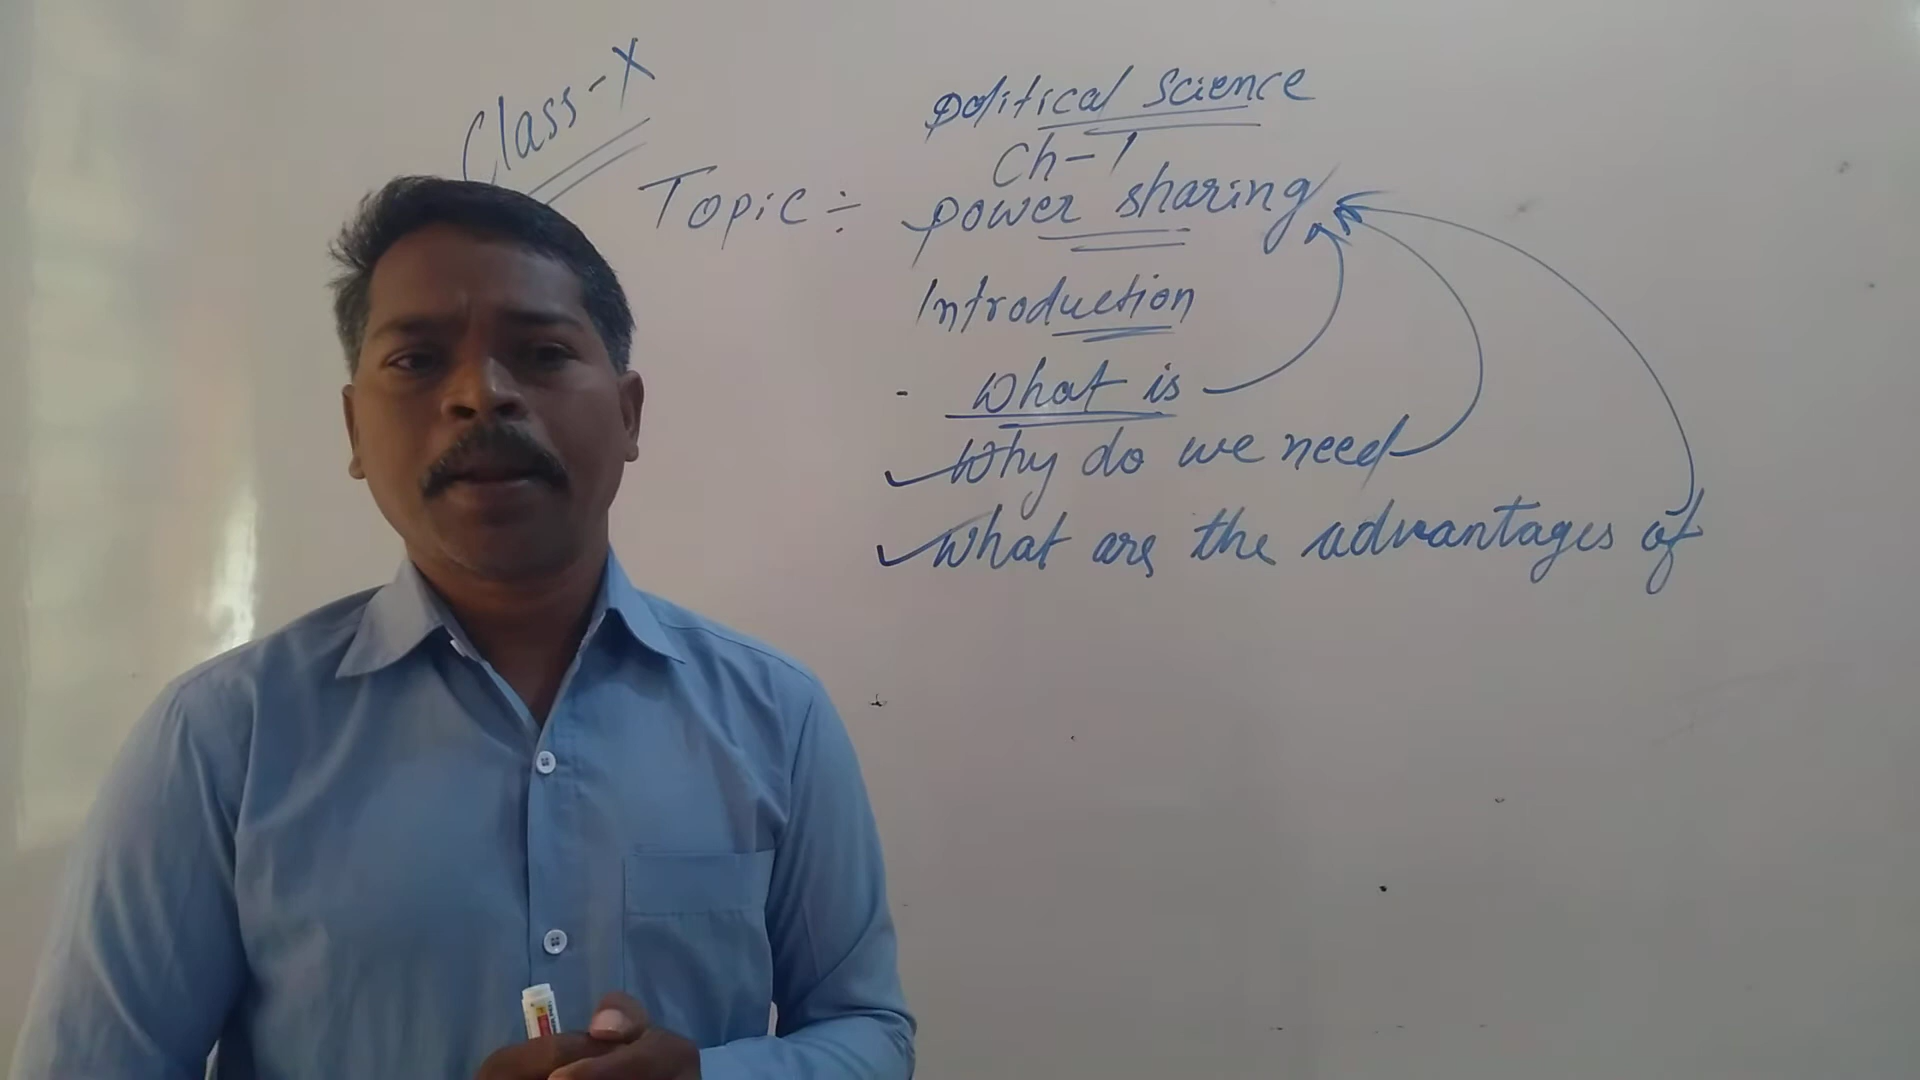 Class-X
Political Science
Ch-1
Topic ÷ power sharing
Introduction
- What is
Why do we need
What are the advantages of